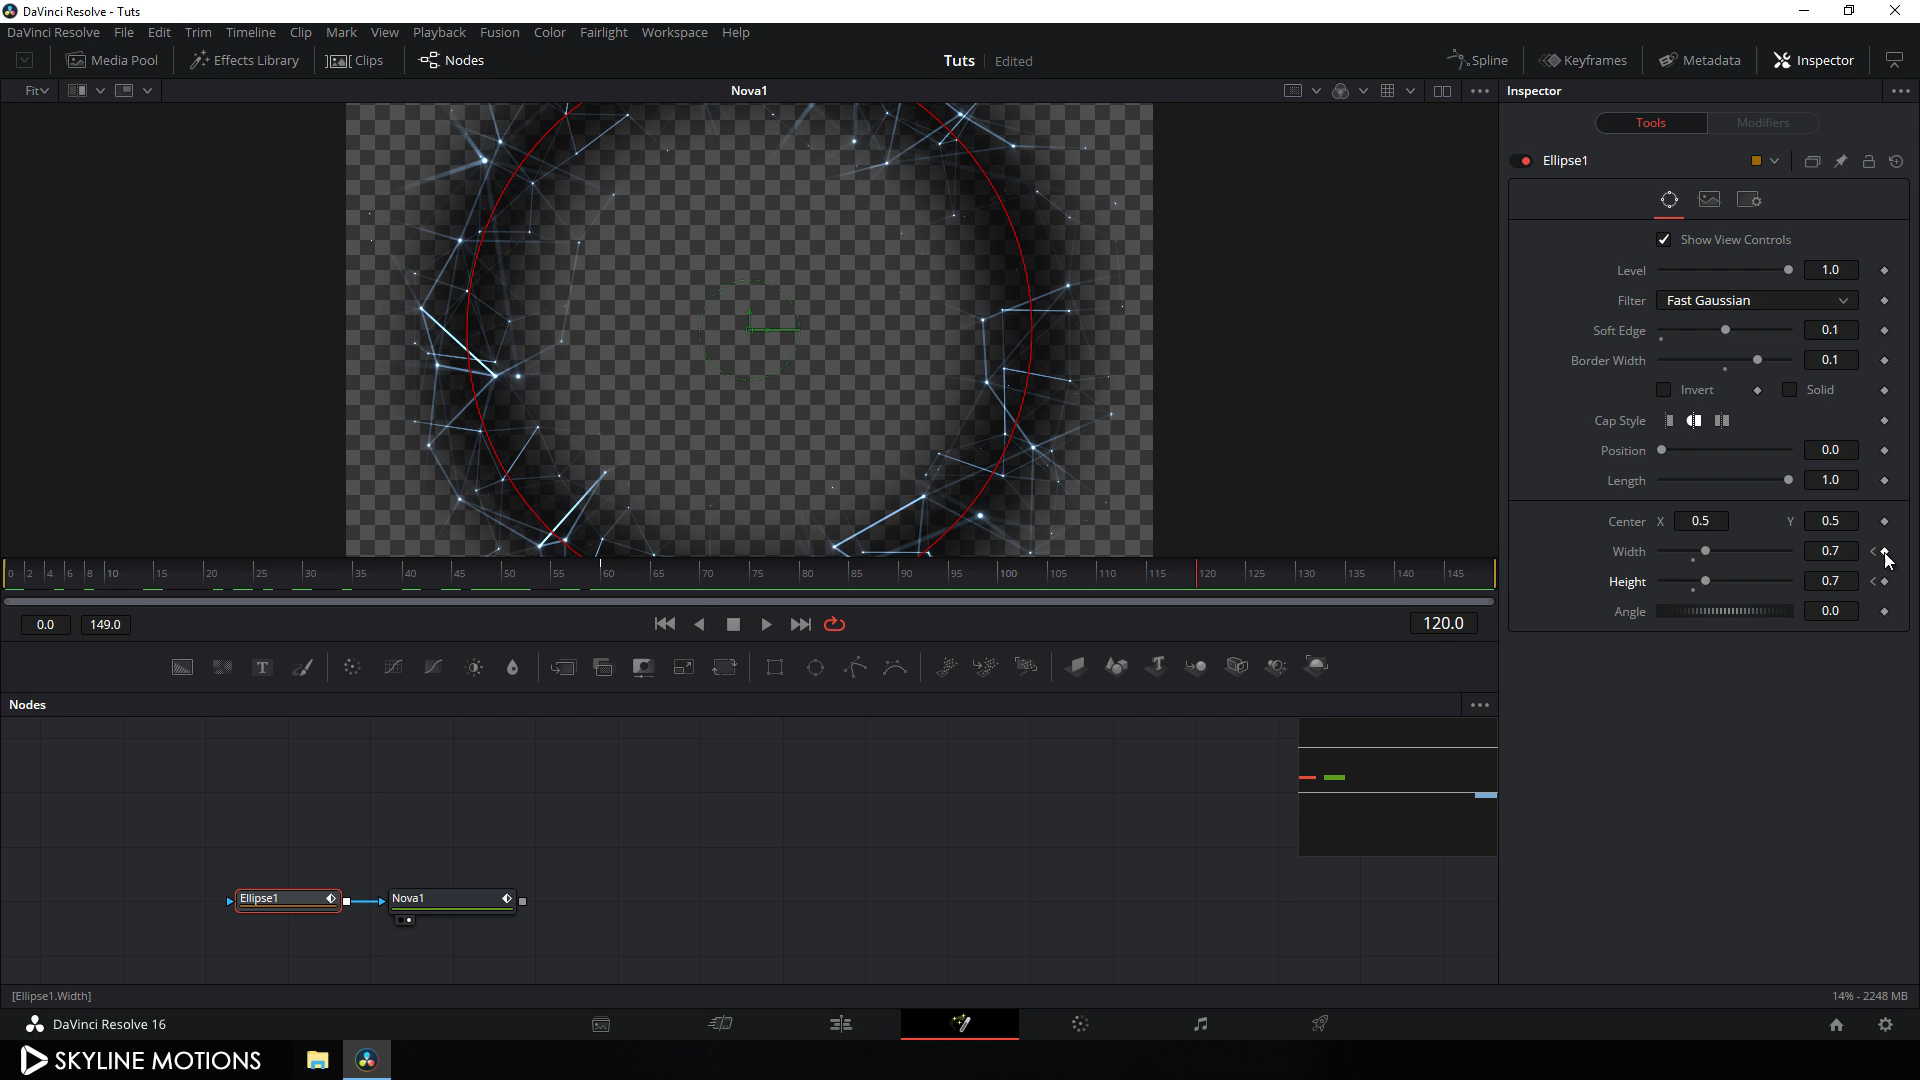 DaVinci Resolve - Tuts
DaVinci Resolve File Edit Trim Timeline Clip Mark View Playback Fusion Color Fairlight Workspace Help
Media Pool Effects Library Clips Nodes Tuts Edited Spline Keyframes Metadata Inspector
Fit Nova1 Inspector
Tools Modifiers
Ellipse1
Show View Controls
Level 1.0
Filter Fast Gaussian
Soft Edge 0.1
Border Width 0.1
Invert Solid
Cap Style
Position 0.0
Length 1.0
Center X 0.5 Y 0.5
Width 0.7
Height 0.7
Angle 0.0
0 2 4 6 8 10 15 20 25 30 35 40 45 50 55 60 65 70 75 80 85 90 95 100 105 110 115 120 125 130 135 140 145
0.0 149.0 120.0
Nodes
Ellipse1 Nova1
[Ellipse1.Width] 14% - 2248 MB
DaVinci Resolve 16
SKYLINE MOTIONS